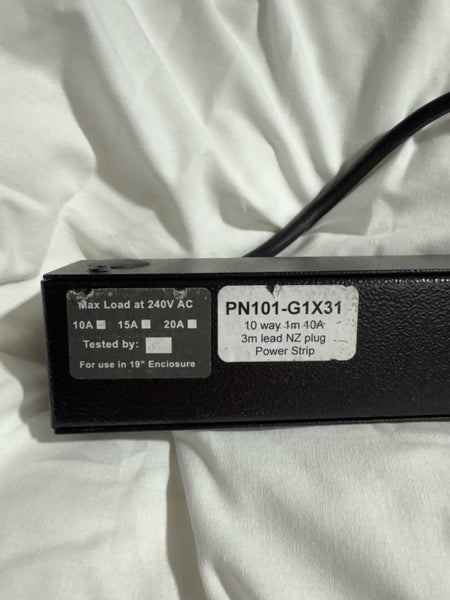 Max Load at 240V AC
10A 15A 20A
Tested by:
For use in 19" Enclosure
PN101-G1X31
10 way 1m 10A
3m lead NZ plug
Power Strip